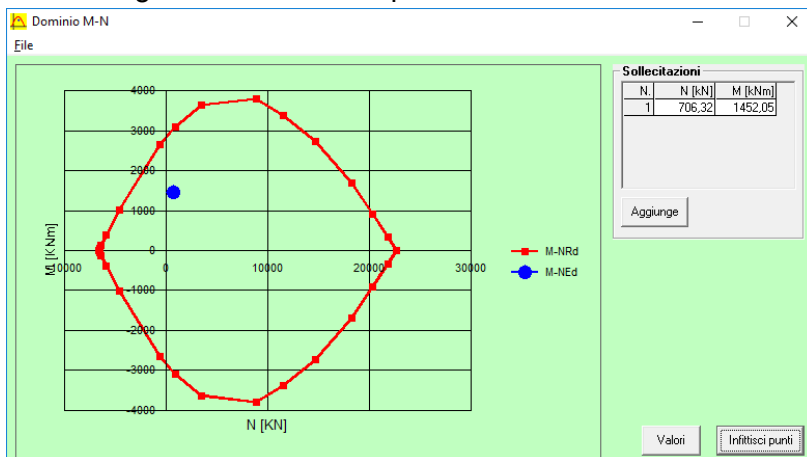 Dominio M-N
File
Sollecitazioni
N. N [kN] M [kNm]
1 706,32 1452,05
Aggiunge
4000
3000
2000
1000
0
-1000
-2000
-3000
-4000
M [KNm]
0 10000 20000 30000
N [KN]
M-NRd
M-NEd
Valori
Infittisci punti